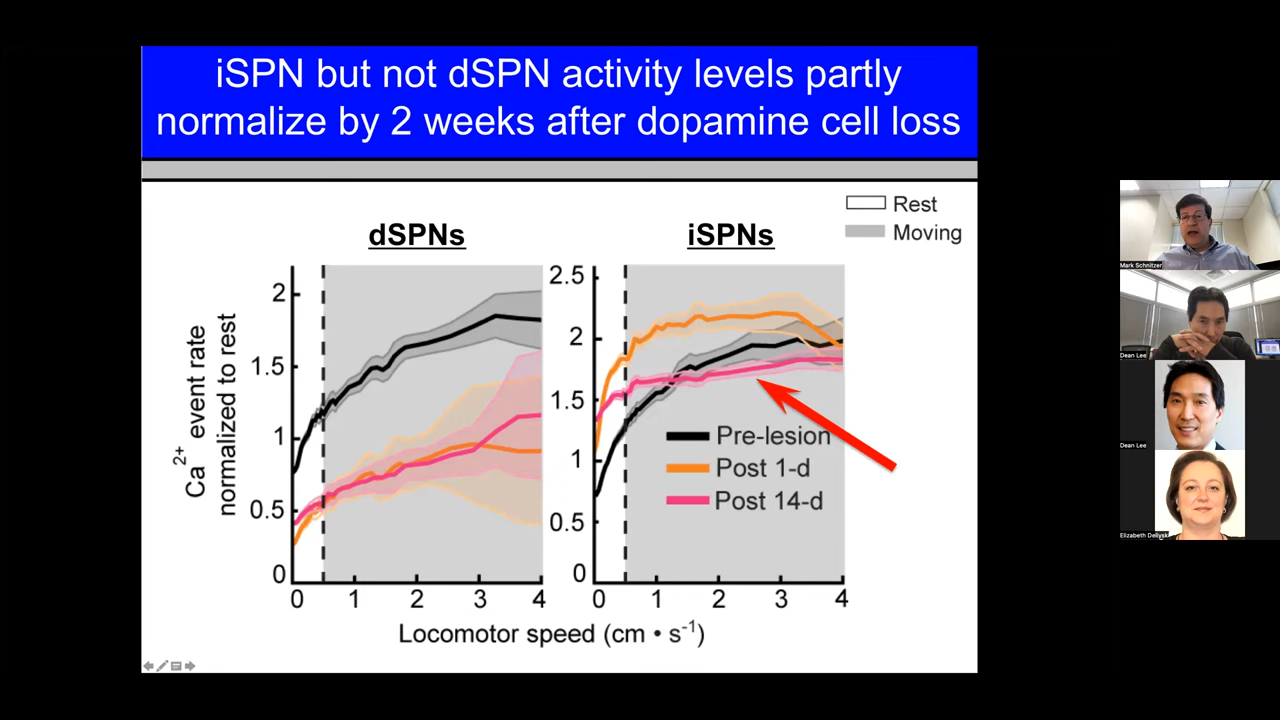 iSPN but not dSPN activity levels partly
normalize by 2 weeks after dopamine cell loss
Rest
Moving
dSPNs
iSPNs
Ca2+ event rate
normalized to rest
2
1.5
1
0.5
0
0 1 2 3 4
2.5
2
1.5
1
0.5
0
0 1 2 3 4
Pre-lesion
Post 1-d
Post 14-d
Locomotor speed (cm • s-1)
Mark Schnitzer
Dean Lee
Dean Lee